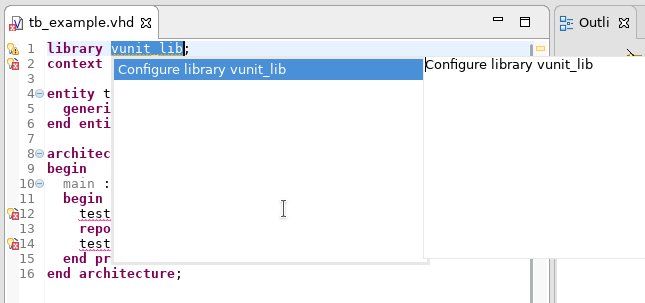 tb_example.vhd
Outli
1 library vunit_lib;
Configure library vunit_lib
Configure library vunit_lib
2 context
3
4 entity t
5 generi
6 end enti
7
8 architec
9 begin
10 main :
11 begin
12 test
13 repo
14 test
15 end pr
16 end architecture;